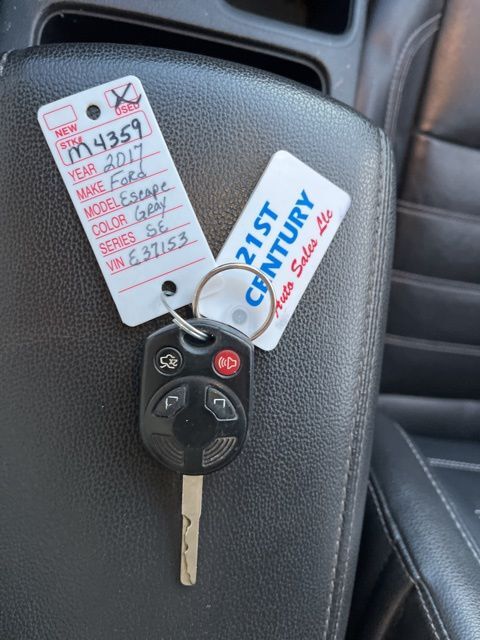 NEW
X USED
STK# M4359
YEAR 2017
MAKE Ford
MODEL Escape
COLOR Gray
SERIES SE
VIN E37153
21ST
CENTURY
Auto Sales Llc